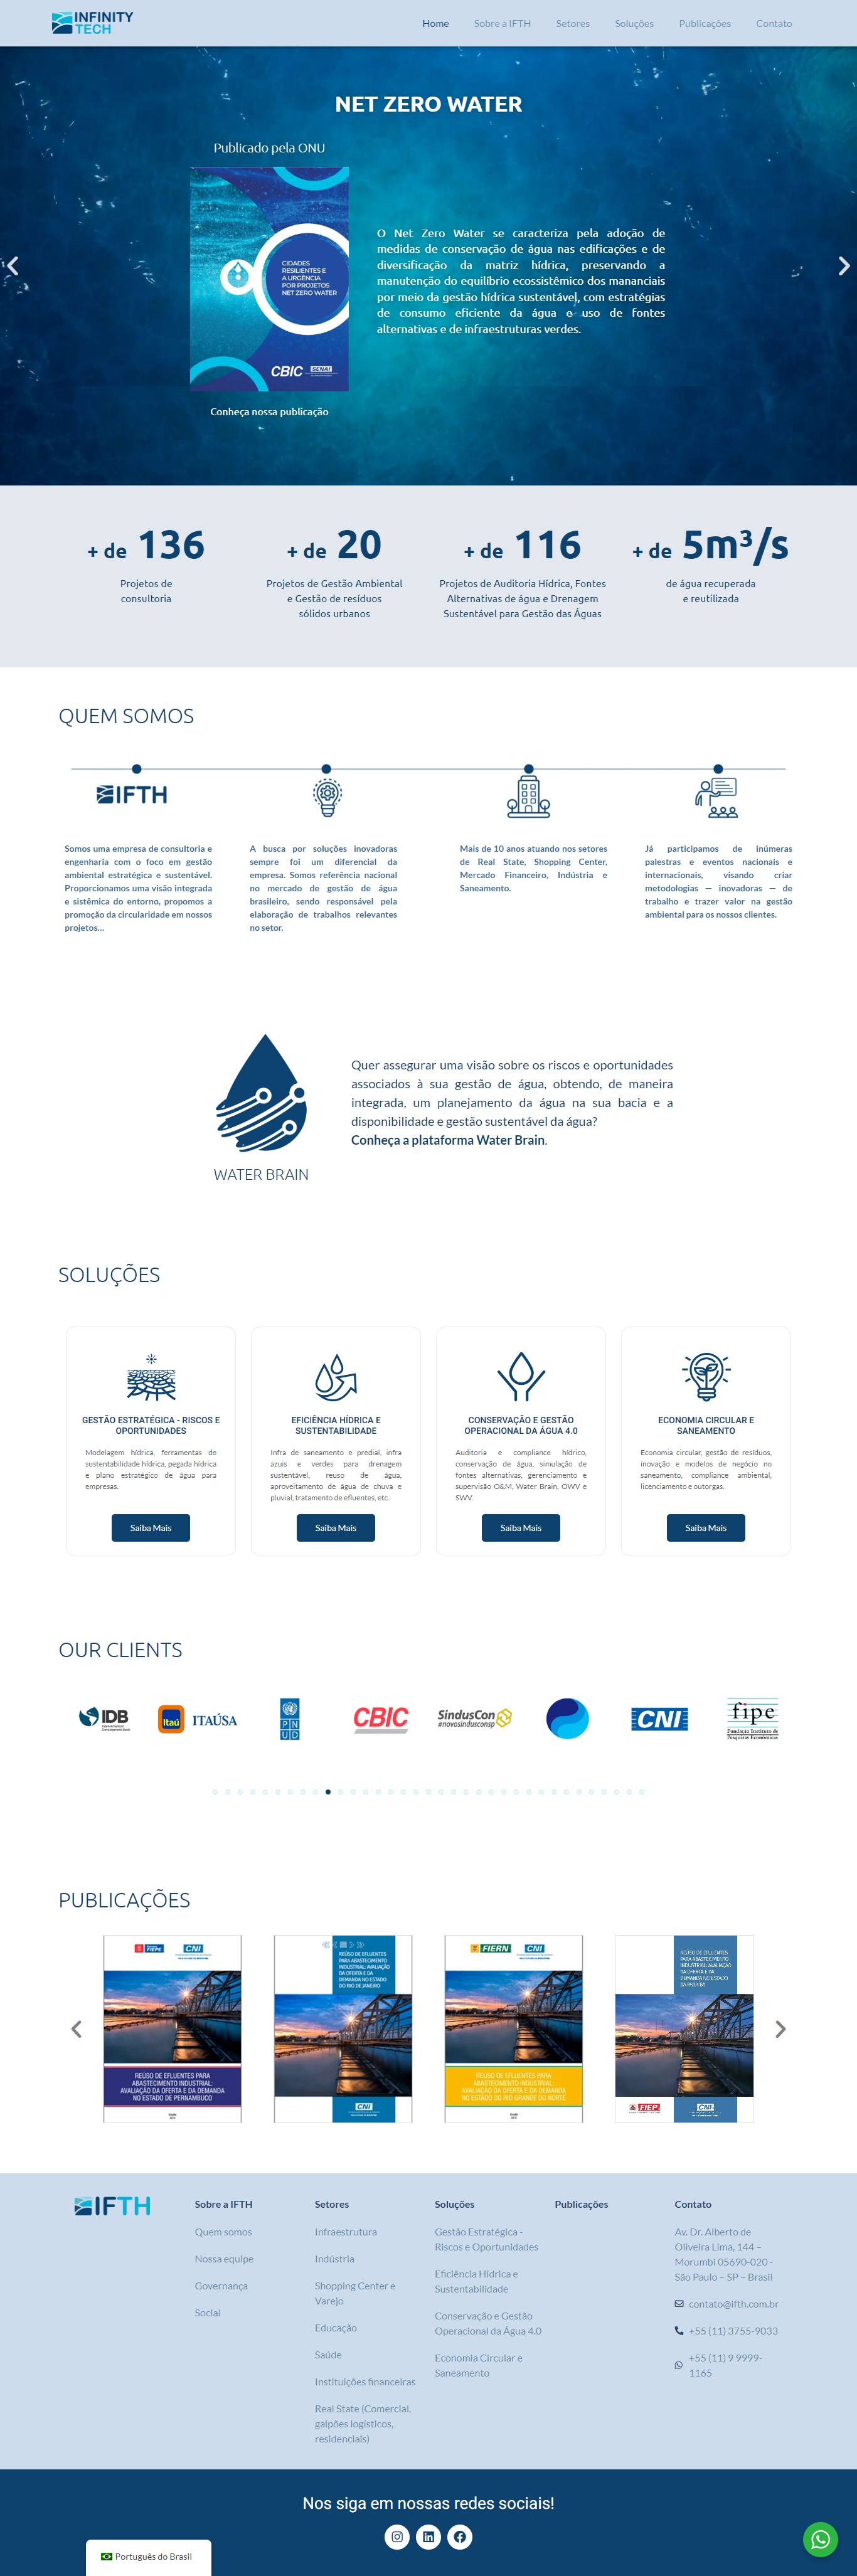 INFINITY
TECH
Home
Sobre a IFTH
Setores
Soluções
Publicações
Contato
NET ZERO WATER
Publicado pela ONU
CIDADES
RESILIENTES E
A URGÊNCIA
POR PROJETOS
NET ZERO WATER
CBIC SENAI
O Net Zero Water se caracteriza pela adoção de
medidas de conservação de água nas edificações e de
diversificação da matriz hídrica, preservando a
manutenção do equilíbrio ecossistêmico dos mananciais
por meio da gestão hídrica sustentável, com estratégias
de consumo eficiente da água e uso de fontes
alternativas e de infraestruturas verdes.
Conheça nossa publicação
+ de 136
Projetos de
consultoria
+ de 20
Projetos de Gestão Ambiental
e Gestão de resíduos
sólidos urbanos
+ de 116
Projetos de Auditoria Hídrica, Fontes
Alternativas de água e Drenagem
Sustentável para Gestão das Águas
+ de 5m³/s
de água recuperada
e reutilizada
QUEM SOMOS
IFTH
Somos uma empresa de consultoria e
engenharia com o foco em gestão
ambiental estratégica e sustentável.
Proporcionamos uma visão integrada
e sistêmica do entorno, propomos a
promoção da circularidade em nossos
projetos...
A busca por soluções inovadoras
sempre foi um diferencial da
empresa. Somos referência nacional
no mercado de gestão de água
brasileiro, sendo responsável pela
elaboração de trabalhos relevantes
no setor.
Mais de 10 anos atuando nos setores
de Real State, Shopping Center,
Mercado Financeiro, Indústria e
Saneamento.
Já participamos de inúmeras
palestras e eventos nacionais e
internacionais, visando criar
metodologias — inovadoras — de
trabalho e trazer valor na gestão
ambiental para os nossos clientes.
WATER BRAIN
Quer assegurar uma visão sobre os riscos e oportunidades
associados à sua gestão de água, obtendo, de maneira
integrada, um planejamento da água na sua bacia e a
disponibilidade e gestão sustentável da água?
Conheça a plataforma Water Brain.
SOLUÇÕES
GESTÃO ESTRATÉGICA - RISCOS E
OPORTUNIDADES
Modelagem hídrica, ferramentas de
sustentabilidade hídrica, pegada hídrica
e plano estratégico de água para
empresas.
Saiba Mais
EFICIÊNCIA HÍDRICA E
SUSTENTABILIDADE
Infra de saneamento e predial, infra
azuis e verdes para drenagem
sustentável, reuso de água,
aproveitamento de água de chuva e
pluvial, tratamento de efluentes, etc.
Saiba Mais
CONSERVAÇÃO E GESTÃO
OPERACIONAL DA ÁGUA 4.0
Auditoria e compliance hídrico,
conservação de água, simulação de
fontes alternativas, gerenciamento e
supervisão O&M, Water Brain, OWV e
SWV.
Saiba Mais
ECONOMIA CIRCULAR E
SANEAMENTO
Economia circular, gestão de resíduos,
inovação e modelos de negócio no
saneamento, compliance ambiental,
licenciamento e outorgas.
Saiba Mais
OUR CLIENTS
IDB
Inter-American
Development Bank
Itaú ITAÚSA
PNUD
CBIC
SindusCon
#novosindusconsp
CNI
fipe
Fundação Instituto de
Pesquisas Econômicas
PUBLICAÇÕES
FIEPE CNI
REÚSO DE EFLUENTES PARA
ABASTECIMENTO INDUSTRIAL:
AVALIAÇÃO DA OFERTA E DA DEMANDA
NO ESTADO DE PERNAMBUCO
REÚSO DE EFLUENTES
PARA ABASTECIMENTO
INDUSTRIAL: AVALIAÇÃO
DA OFERTA E DA
DEMANDA NO ESTADO
DO RIO DE JANEIRO
CNI
FIERN CNI
REÚSO DE EFLUENTES PARA
ABASTECIMENTO INDUSTRIAL:
AVALIAÇÃO DA OFERTA E DA DEMANDA
NO ESTADO DO RIO GRANDE DO NORTE
REÚSO DE EFLUENTES
PARA ABASTECIMENTO
INDUSTRIAL: AVALIAÇÃO
DA OFERTA E DA
DEMANDA NO ESTADO
DA PARAÍBA
FIEP CNI
IFTH
Sobre a IFTH
Quem somos
Nossa equipe
Governança
Social
Setores
Infraestrutura
Indústria
Shopping Center e
Varejo
Educação
Saúde
Instituições financeiras
Real State (Comercial,
galpões logísticos,
residenciais)
Soluções
Gestão Estratégica -
Riscos e Oportunidades
Eficiência Hídrica e
Sustentabilidade
Conservação e Gestão
Operacional da Água 4.0
Economia Circular e
Saneamento
Publicações
Contato
Av. Dr. Alberto de
Oliveira Lima, 144 –
Morumbi 05690-020 -
São Paulo – SP – Brasil
contato@ifth.com.br
+55 (11) 3755-9033
+55 (11) 9 9999-
1165
Nos siga em nossas redes sociais!
Português do Brasil